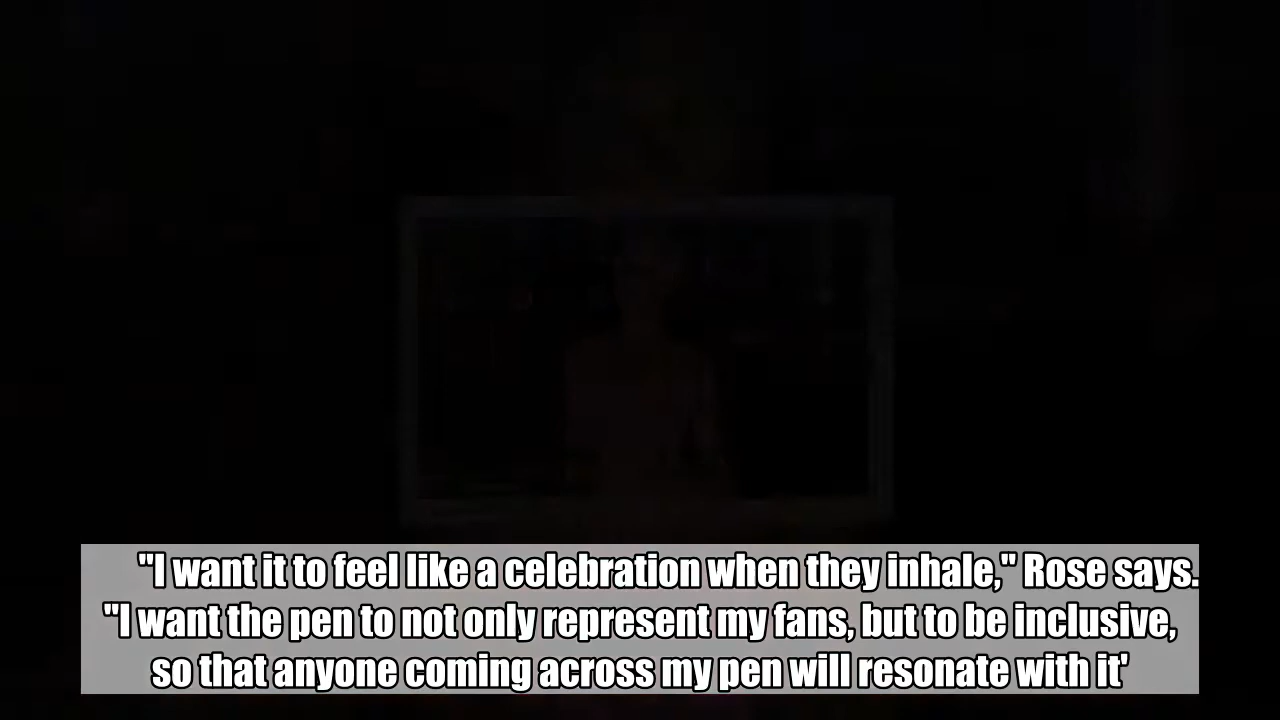 "I want it to feel like a celebration when they inhale," Rose says.
"I want the pen to not only represent my fans, but to be inclusive,
so that anyone coming across my pen will resonate with it'